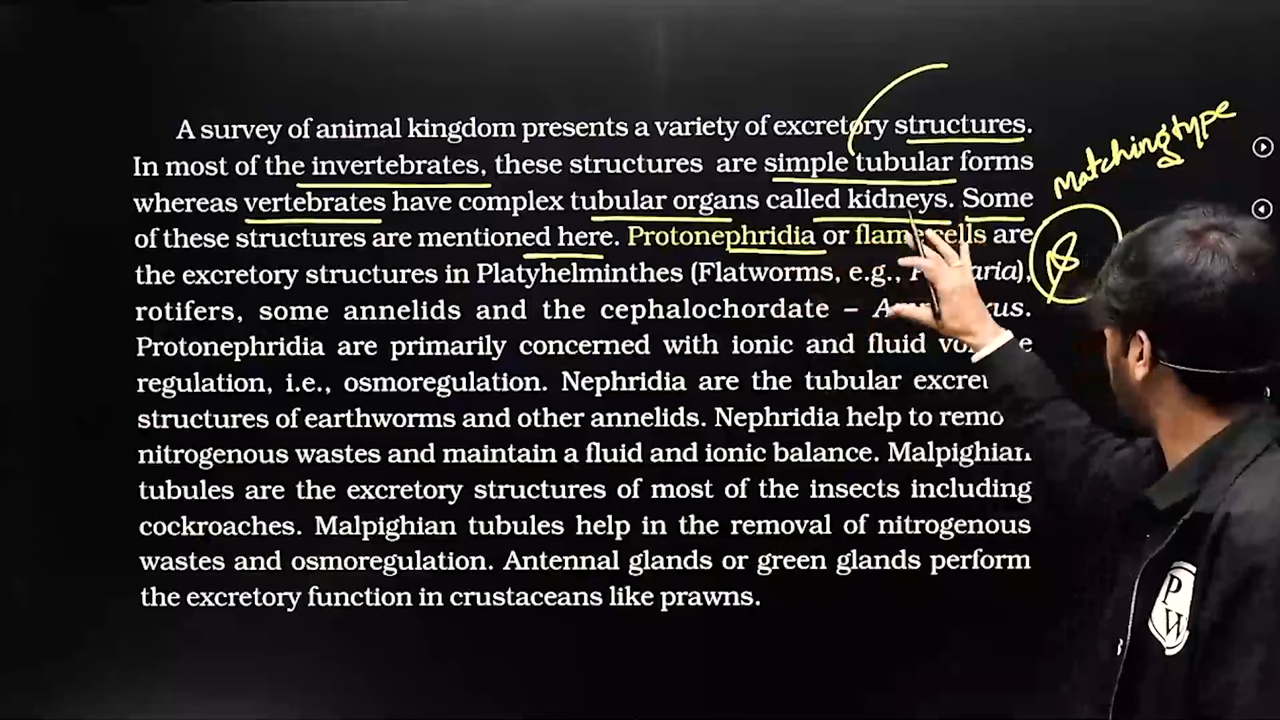 A survey of animal kingdom presents a variety of excretory structures.
In most of the invertebrates, these structures are simple tubular forms
whereas vertebrates have complex tubular organs called kidneys. Some
of these structures are mentioned here. Protonephridia or flame cells are
the excretory structures in Platyhelminthes (Flatworms, e.g.,
rotifers, some annelids and the cephalochordate –
Protonephridia are primarily concerned with ionic and fluid
regulation, i.e., osmoregulation. Nephridia are the tubular
structures of earthworms and other annelids. Nephridia help to
nitrogenous wastes and maintain a fluid and ionic balance. Malpighian
tubules are the excretory structures of most of the insects including
cockroaches. Malpighian tubules help in the removal of nitrogenous
wastes and osmoregulation. Antennal glands or green glands perform
the excretory function in crustaceans like prawns.
Matching type
P
W